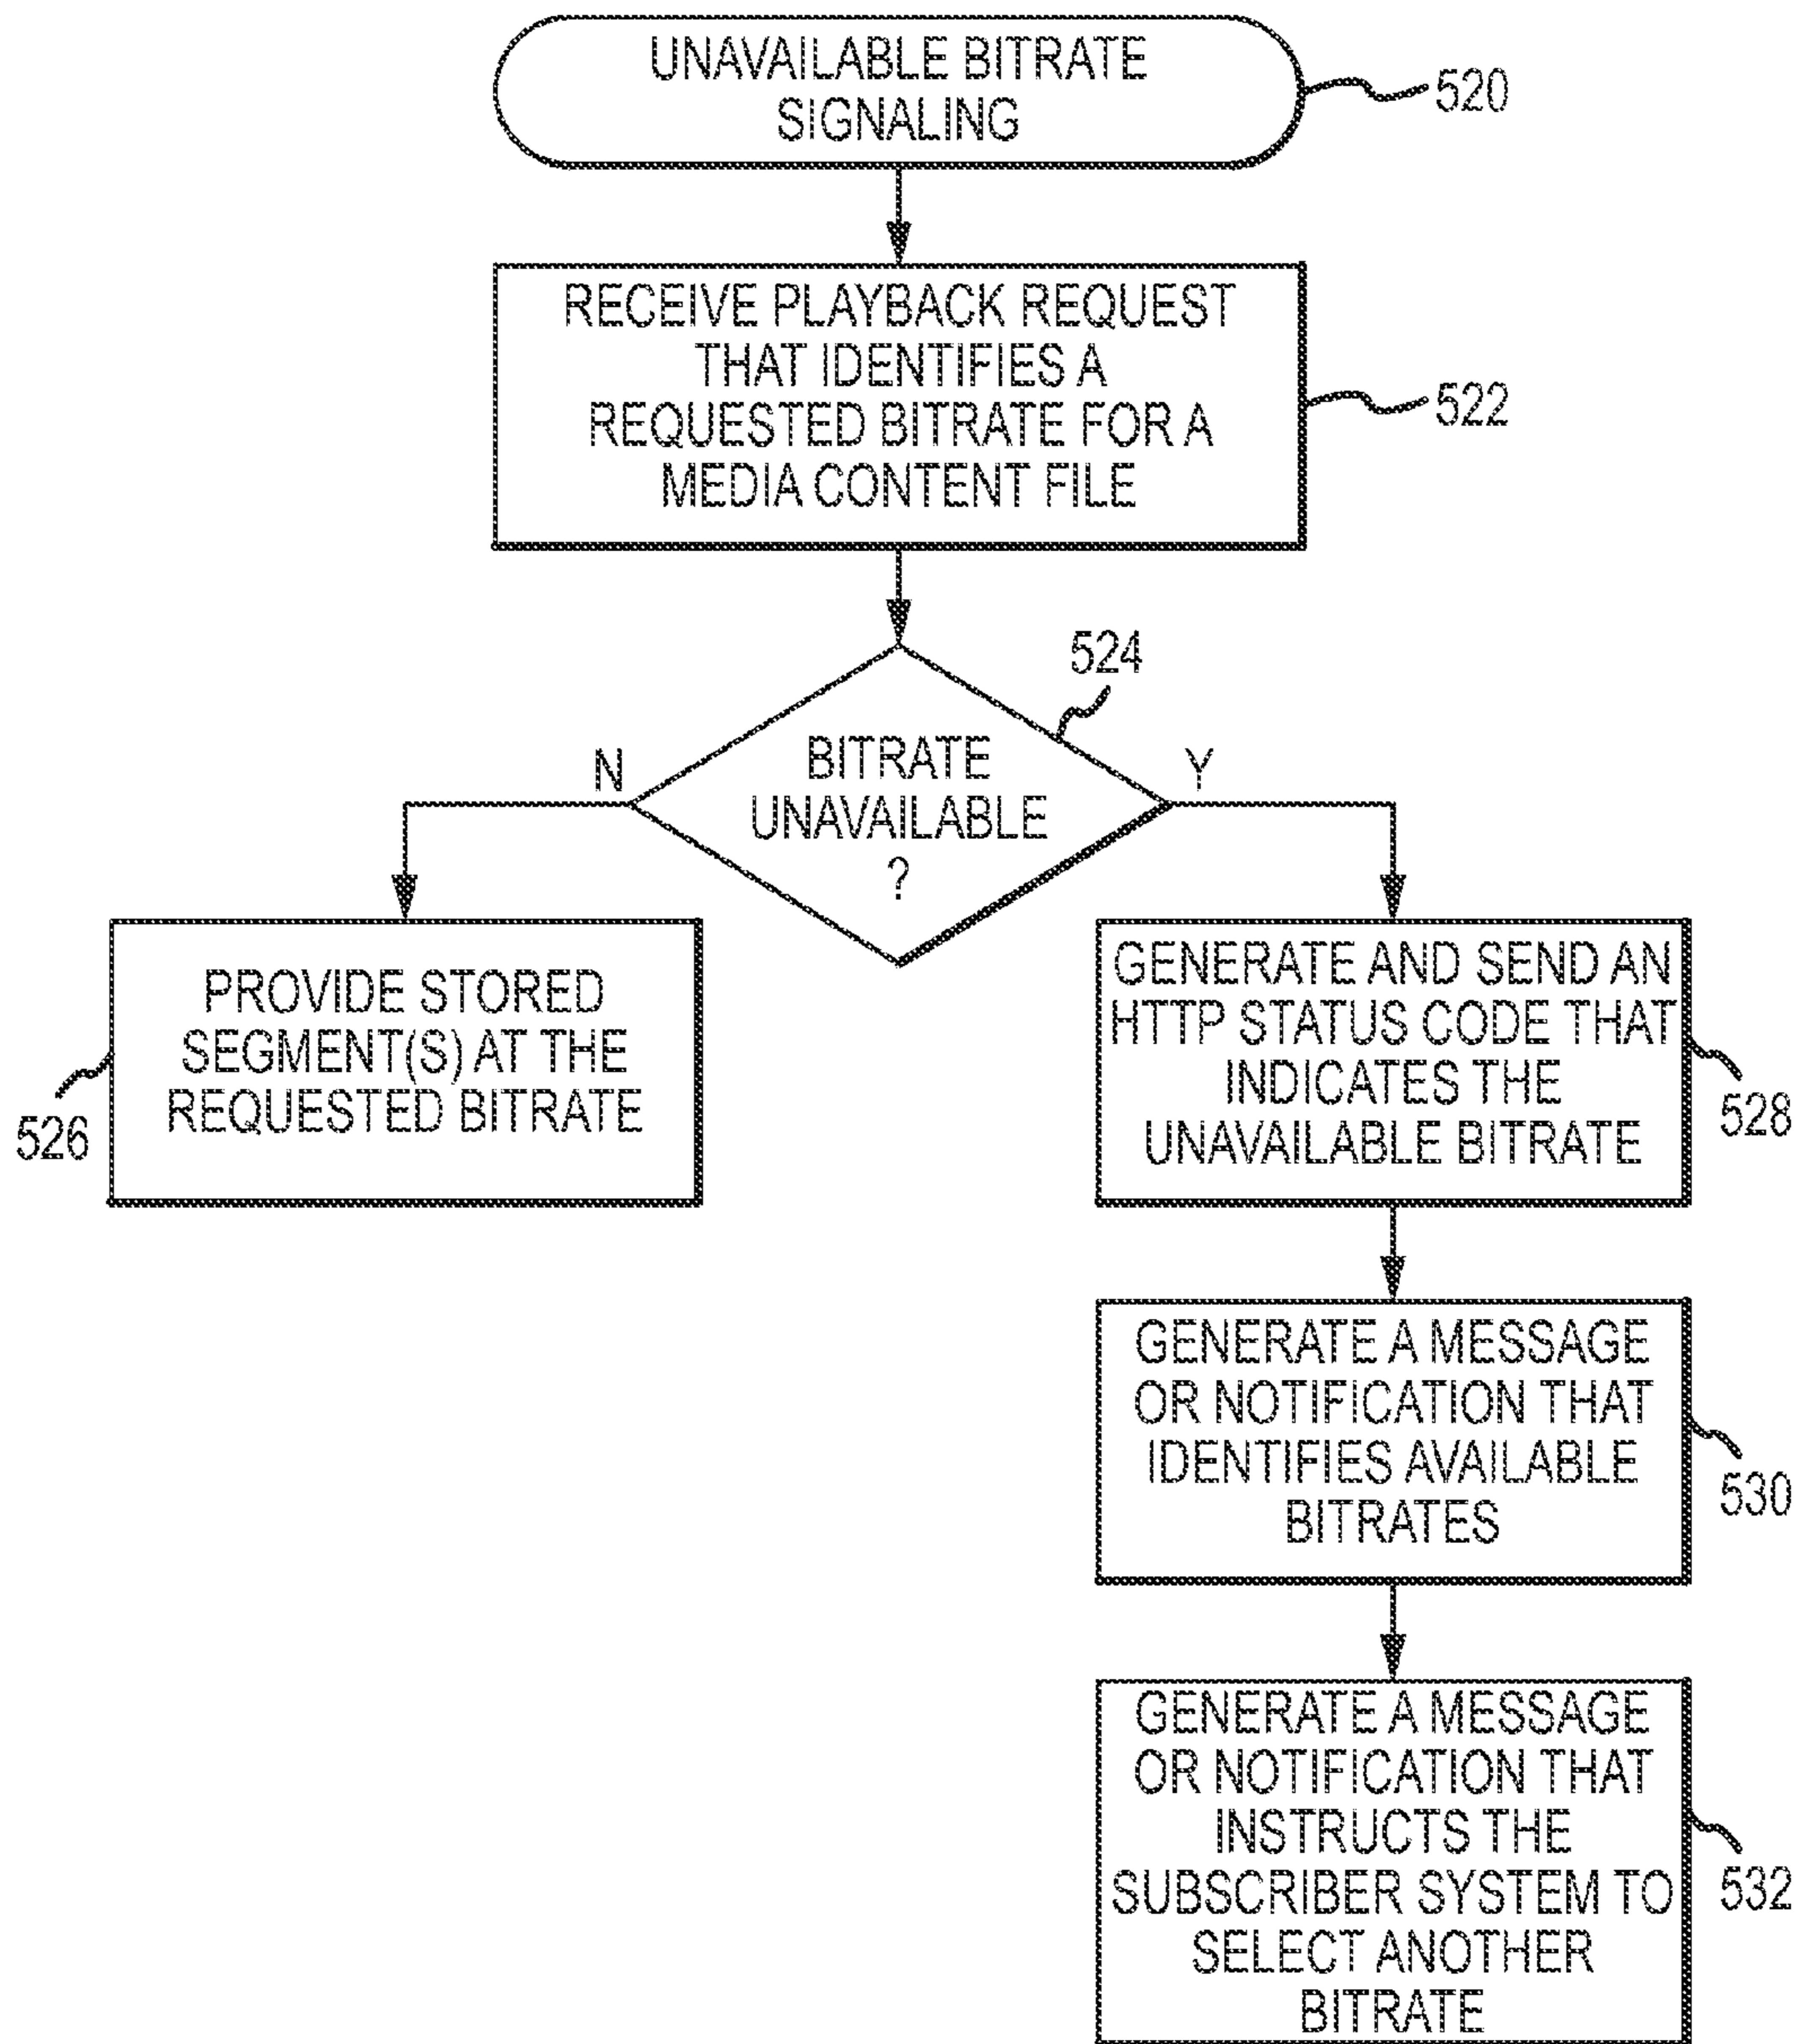 UNAVAILABLE BITRATE
SIGNALING
520
RECEIVE PLAYBACK REQUEST
THAT IDENTIFIES A
REQUESTED BITRATE FOR A
MEDIA CONTENT FILE
522
524
BITRATE
UNAVAILABLE
?
N
Y
PROVIDE STORED
SEGMENT(S) AT THE
REQUESTED BITRATE
526
GENERATE AND SEND AN
HTTP STATUS CODE THAT
INDICATES THE
UNAVAILABLE BITRATE
528
GENERATE A MESSAGE
OR NOTIFICATION THAT
IDENTIFIES AVAILABLE
BITRATES
530
GENERATE A MESSAGE
OR NOTIFICATION THAT
INSTRUCTS THE
SUBSCRIBER SYSTEM TO
SELECT ANOTHER
BITRATE
532